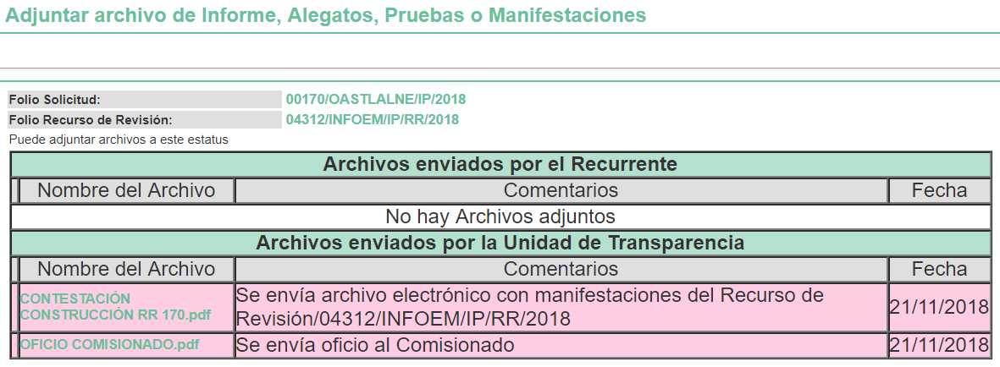 Adjuntar archivo de Informe, Alegatos, Pruebas o Manifestaciones
Folio Solicitud: 00170/OASTLALNE/IP/2018
Folio Recurso de Revisión: 04312/INFOEM/IP/RR/2018
Puede adjuntar archivos a este estatus
Archivos enviados por el Recurrente
Nombre del Archivo Comentarios Fecha
No hay Archivos adjuntos
Archivos enviados por la Unidad de Transparencia
Nombre del Archivo Comentarios Fecha
CONTESTACIÓN
CONSTRUCCIÓN RR 170.pdf
Se envía archivo electrónico con manifestaciones del Recurso de
Revisión/04312/INFOEM/IP/RR/2018
21/11/2018
OFICIO COMISIONADO.pdf Se envía oficio al Comisionado 21/11/2018